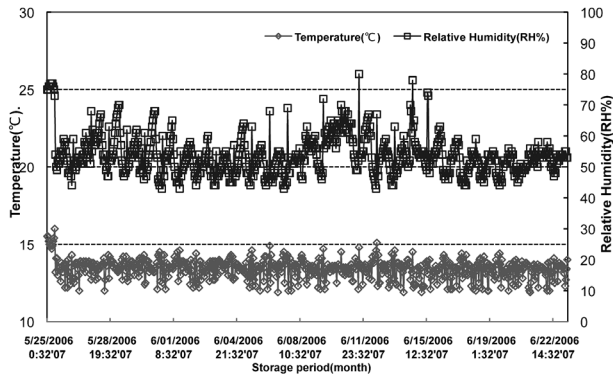 30
25
20
15
10
Temperature(℃).
Temperature(℃)
Relative Humidity(RH%)
100
90
80
70
60
50
40
30
20
10
0
Relative Humidity(RH%)
5/25/2006 5/28/2006 6/01/2006 6/04/2006 6/08/2006 6/11/2006 6/15/2006 6/19/2006 6/22/2006
0:32'07 19:32'07 8:32'07 21:32'07 10:32'07 23:32'07 12:32'07 1:32'07 14:32'07
Storage period(month)